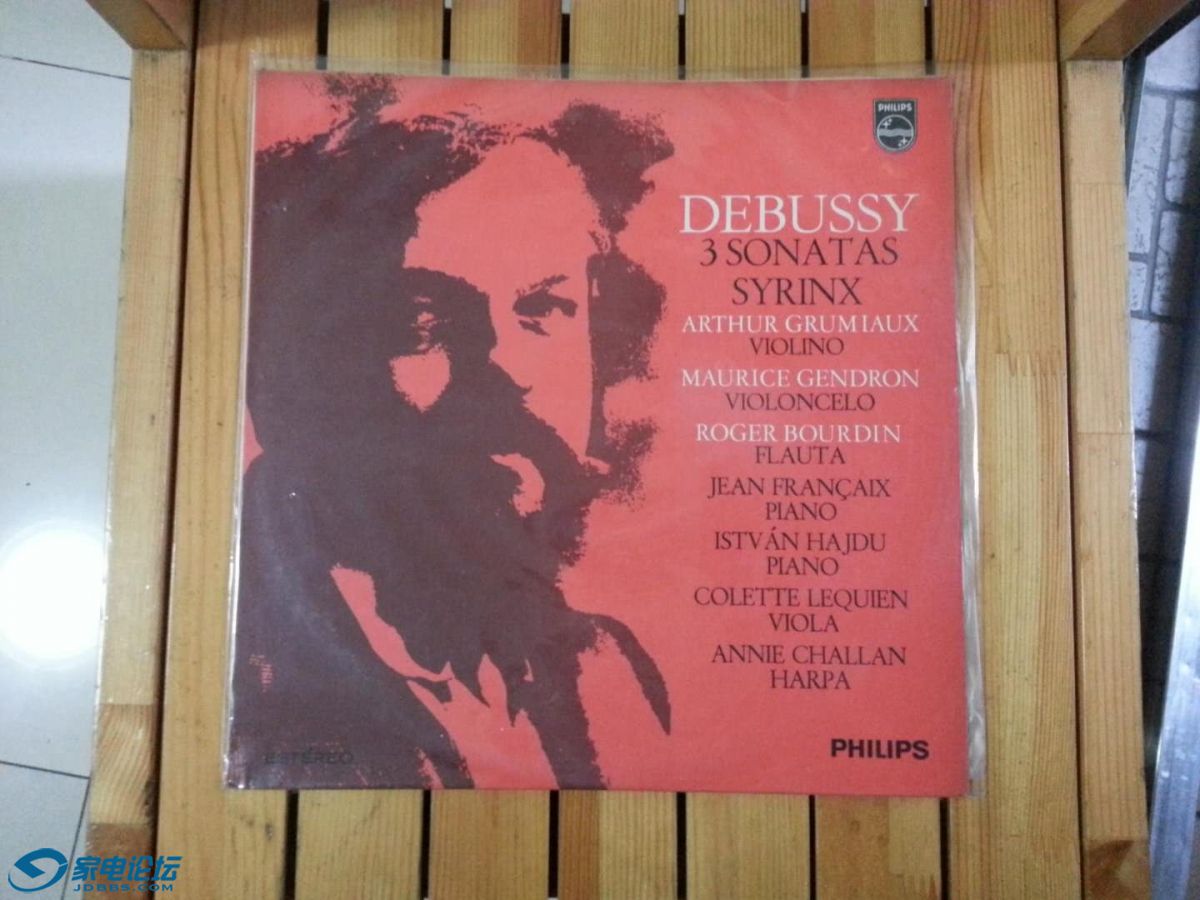 PHILIPS
DEBUSSY
3 SONATAS
SYRINX
ARTHUR GRUMIAUX
VIOLINO
MAURICE GENDRON
VIOLONCELO
ROGER BOURDIN
FLAUTA
JEAN FRANÇAIX
PIANO
ISTVÁN HAJDU
PIANO
COLETTE LEQUIEN
VIOLA
ANNIE CHALLAN
HARPA
PHILIPS
ESTÉREO
家电论坛
JDBBS.COM